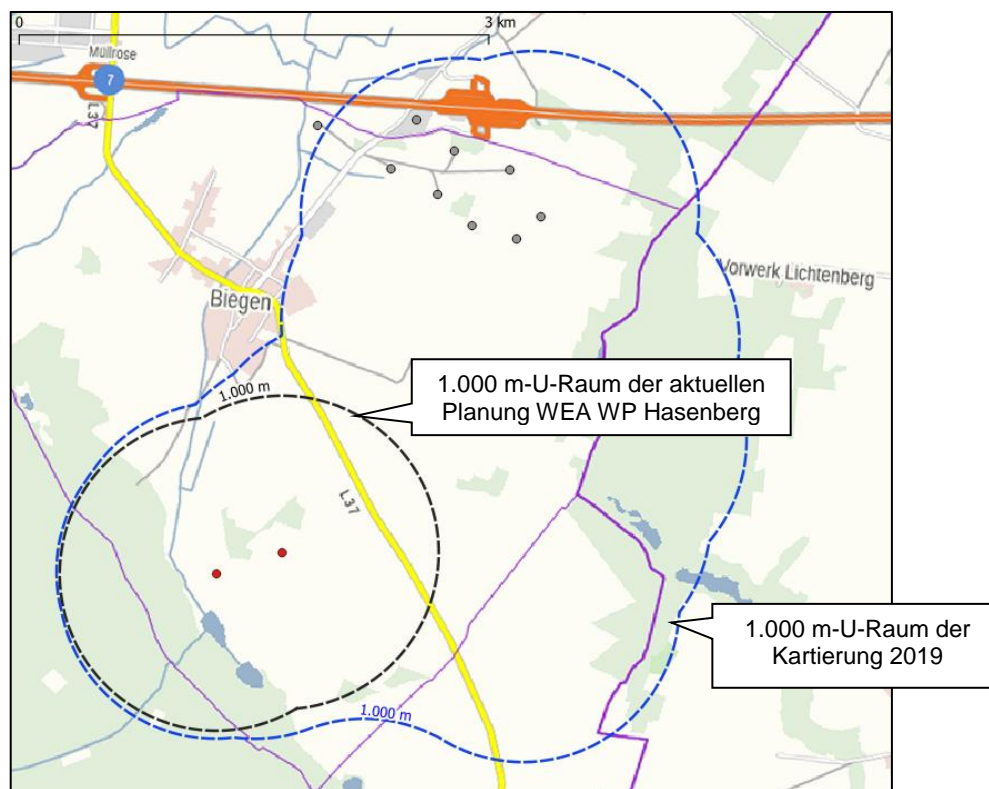 0
3 km
Müllrose
7
L37
Vorwerk Lichtenberg
Biegen
1.000 m-U-Raum der aktuellen
Planung WEA WP Hasenberg
1.000 m
L37
1.000 m-U-Raum der
Kartierung 2019
1.000 m